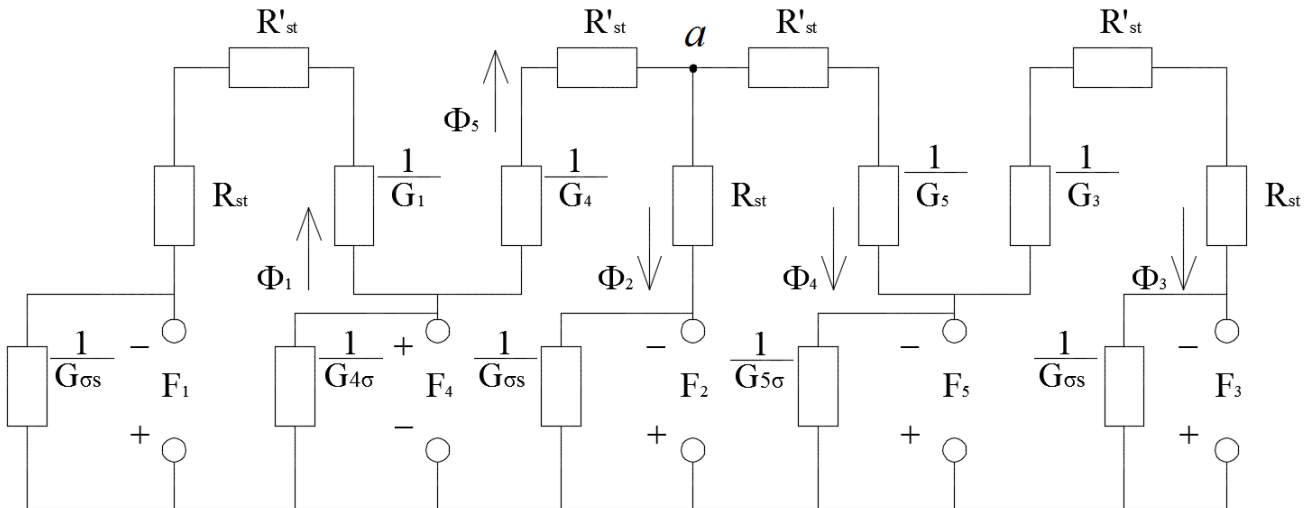 R'st R'st a R'st R'st
Φ5
1/G1 1/G4 1/G5 1/G3
Rst Rst Rst
Φ1 Φ2 Φ4 Φ3
− + − − −
1/Gσs F1 1/G4σ F4 1/Gσs F2 1/G5σ F5 1/Gσs F3
+ − + + +